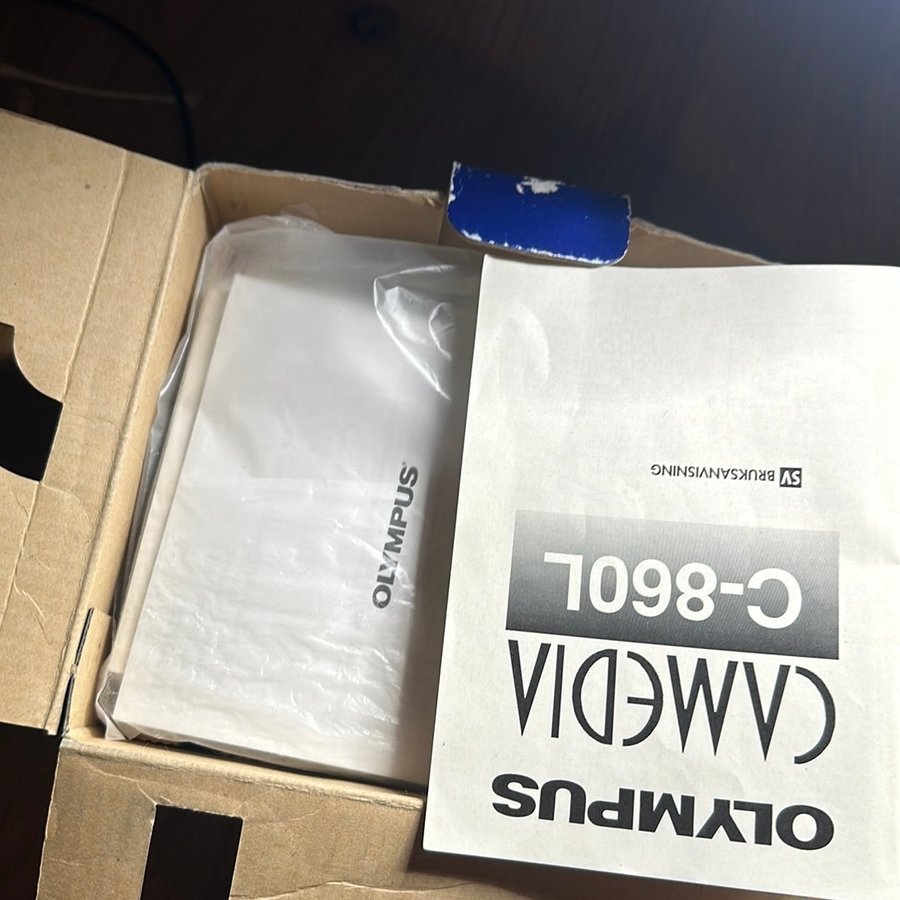 OLYMPUS
OLYMPUS
CAMEDIA
C-860L
SV BRUKSANVISNING